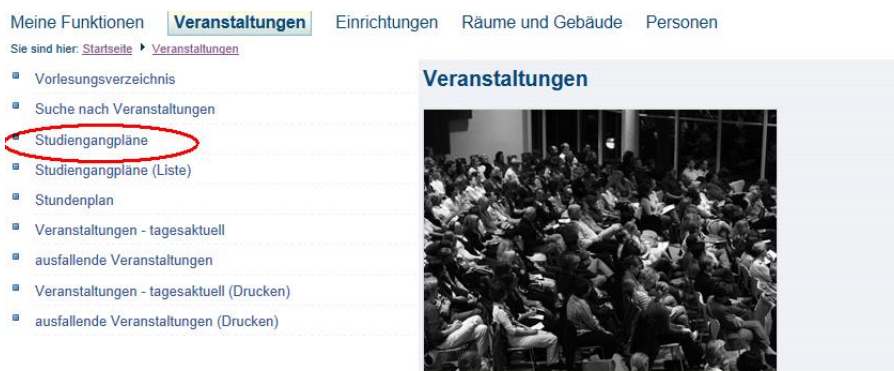 Meine Funktionen Veranstaltungen Einrichtungen Räume und Gebäude Personen
Sie sind hier: Startseite Veranstaltungen
Vorlesungsverzeichnis
Suche nach Veranstaltungen
Studiengangpläne
Studiengangpläne (Liste)
Stundenplan
Veranstaltungen - tagesaktuell
ausfallende Veranstaltungen
Veranstaltungen - tagesaktuell (Drucken)
ausfallende Veranstaltungen (Drucken)
Veranstaltungen